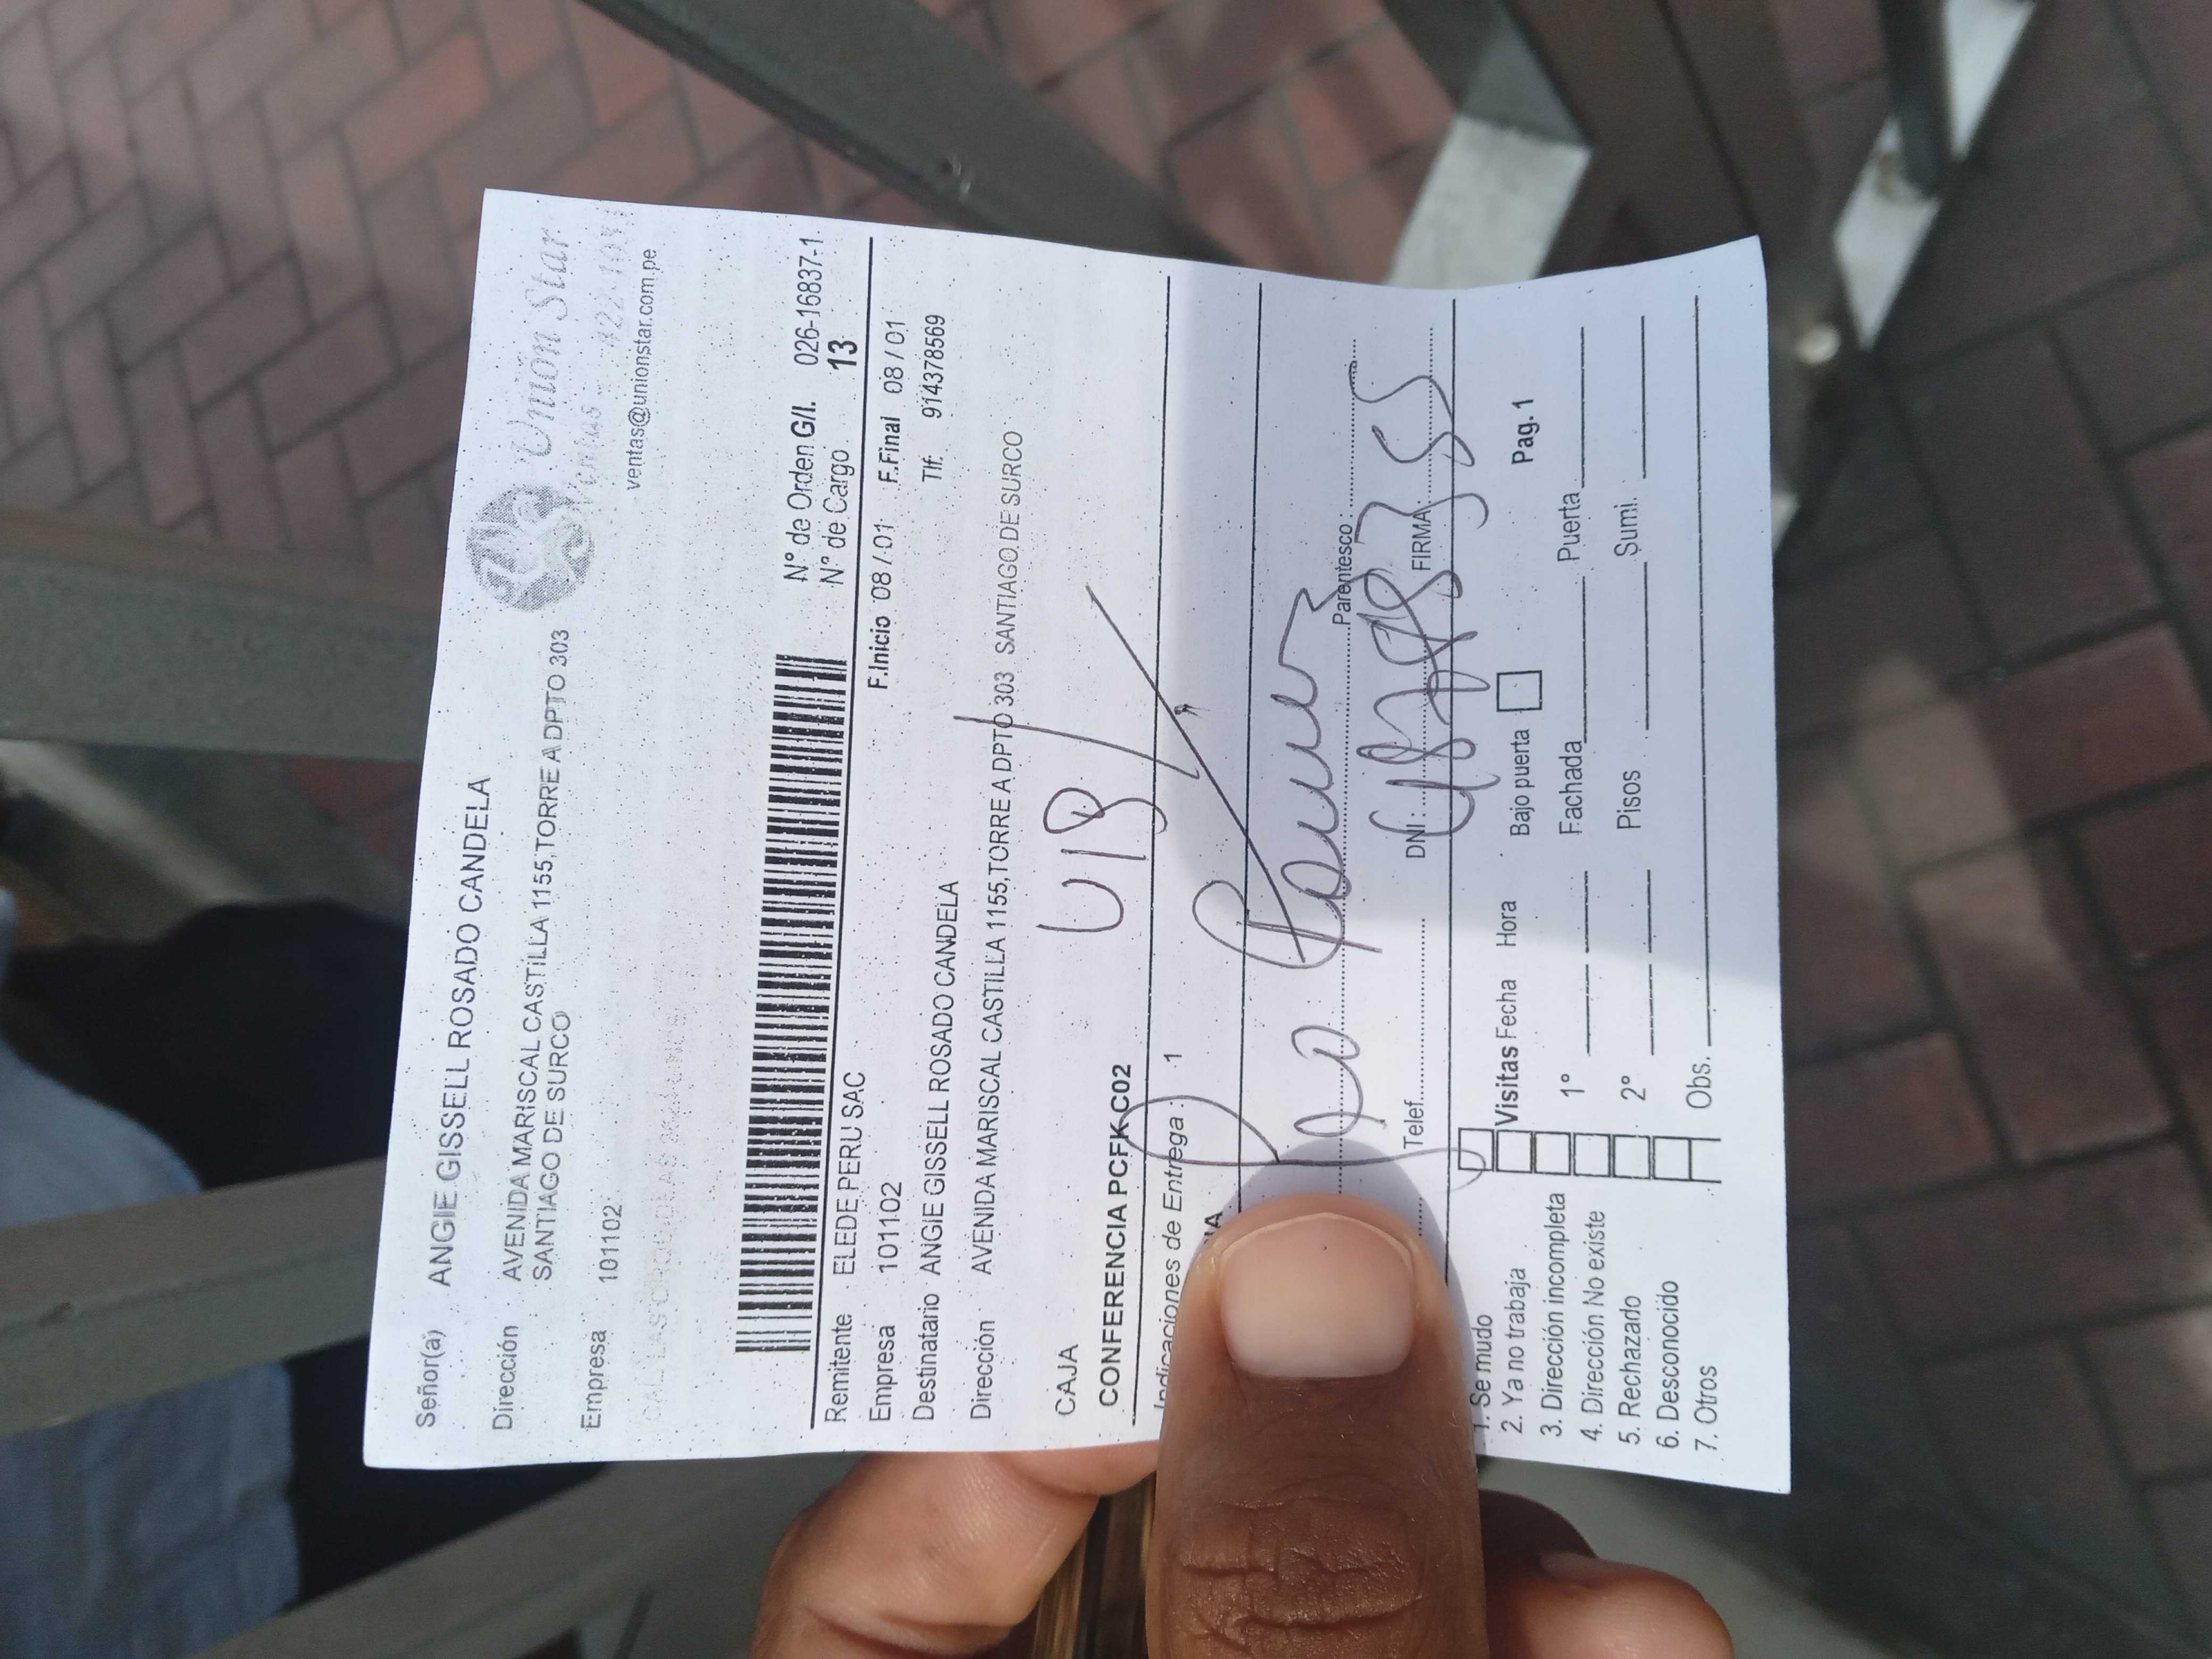 Señor(a) ANGIE GISSELL ROSADO CANDELA
Unión Star
Dirección AVENIDA MARISCAL CASTILLA 1155,TORRE A DPTO 303
SANTIAGO DE SURCO
ventas@unionstar.com.pe
Empresa 101102
N° de Orden G/I. 026-16837-1
N° de Cargo 13
Remitente ELEDE PERU SAC
F.Inicio 08/01 F.Final 08/01
Empresa 101102
Tlf. 914378569
Destinatario ANGIE GISSELL ROSADO CANDELA
Dirección AVENIDA MARISCAL CASTILLA 1155,TORRE A DPTO 303 SANTIAGO DE SURCO
CAJA
CONFERENCIA PCFK-C02
Indicaciones de Entrega : 1
Parentesco :
Telef. DNI : FIRMA
1. Se mudo
2. Ya no trabaja
3. Dirección incompleta
4. Dirección No existe
5. Rechazado
6. Desconocido
7. Otros
Visitas Fecha Hora Bajo puerta Pag. 1
1° Fachada Puerta
2° Pisos Sumi.
Obs.